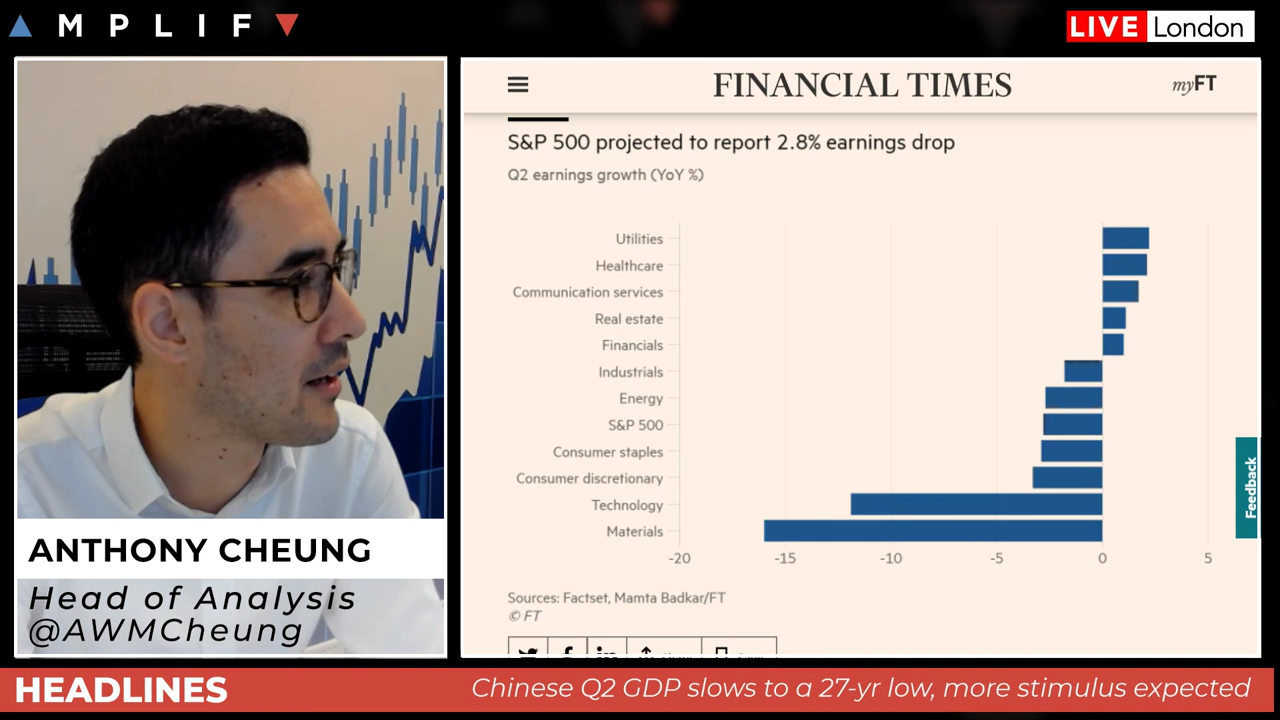 MPLIF
LIVE London
FINANCIAL TIMES
myFT
S&P 500 projected to report 2.8% earnings drop
Q2 earnings growth (YoY %)
Utilities
Healthcare
Communication services
Real estate
Financials
Industrials
Energy
S&P 500
Consumer staples
Consumer discretionary
Technology
Materials
-20 -15 -10 -5 0 5
Feedback
Sources: Factset, Mamta Badkar/FT
© FT
ANTHONY CHEUNG
Head of Analysis
@AWMCheung
HEADLINES
Chinese Q2 GDP slows to a 27-yr low, more stimulus expected